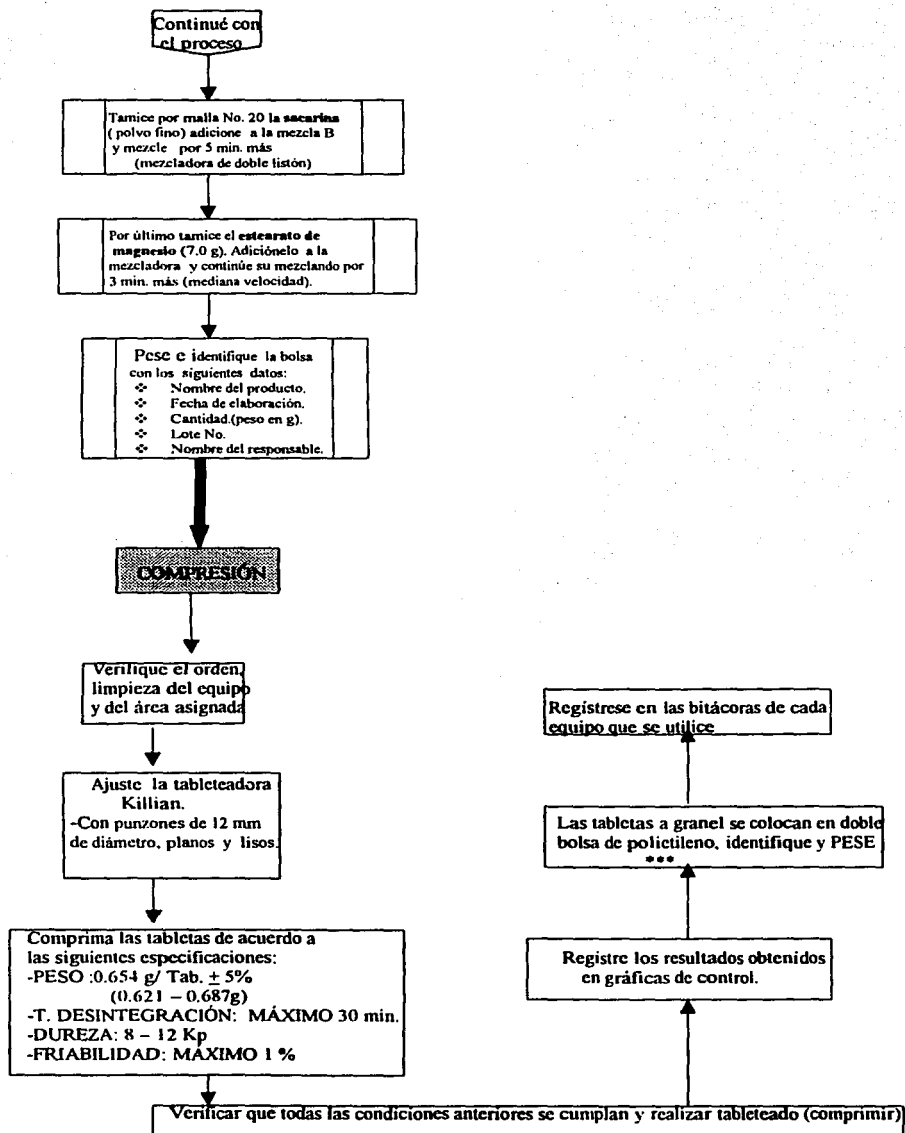 Continué con
el proceso
Tamice por malla No. 20 la sacarina
( polvo fino) adicione a la mezcla B
y mezcle por 5 min. más
(mezcladora de doble listón)
Por último tamice el estearato de
magnesio (7.0 g). Adiciónelo a la
mezcladora y continúe su mezclando por
3 min. más (mediana velocidad).
Pese e identifique la bolsa
con los siguientes datos:
❖ Nombre del producto.
❖ Fecha de elaboración.
❖ Cantidad.(peso en g).
❖ Lote No.
❖ Nombre del responsable.
COMPRESIÓN
Verifique el orden,
limpieza del equipo
y del área asignada
Ajuste la tableteadora
Killian.
-Con punzones de 12 mm
de diámetro, planos y lisos.
Comprima las tabletas de acuerdo a
las siguientes especificaciones:
-PESO :0.654 g/ Tab. ± 5%
(0.621 – 0.687g)
-T. DESINTEGRACIÓN: MÁXIMO 30 min.
-DUREZA: 8 – 12 Kp
-FRIABILIDAD: MÁXIMO 1 %
Verificar que todas las condiciones anteriores se cumplan y realizar tableteado (comprimir)
Registre los resultados obtenidos
en gráficas de control.
Las tabletas a granel se colocan en doble
bolsa de polietileno, identifique y PESE
***
Regístrese en las bitácoras de cada
equipo que se utilice